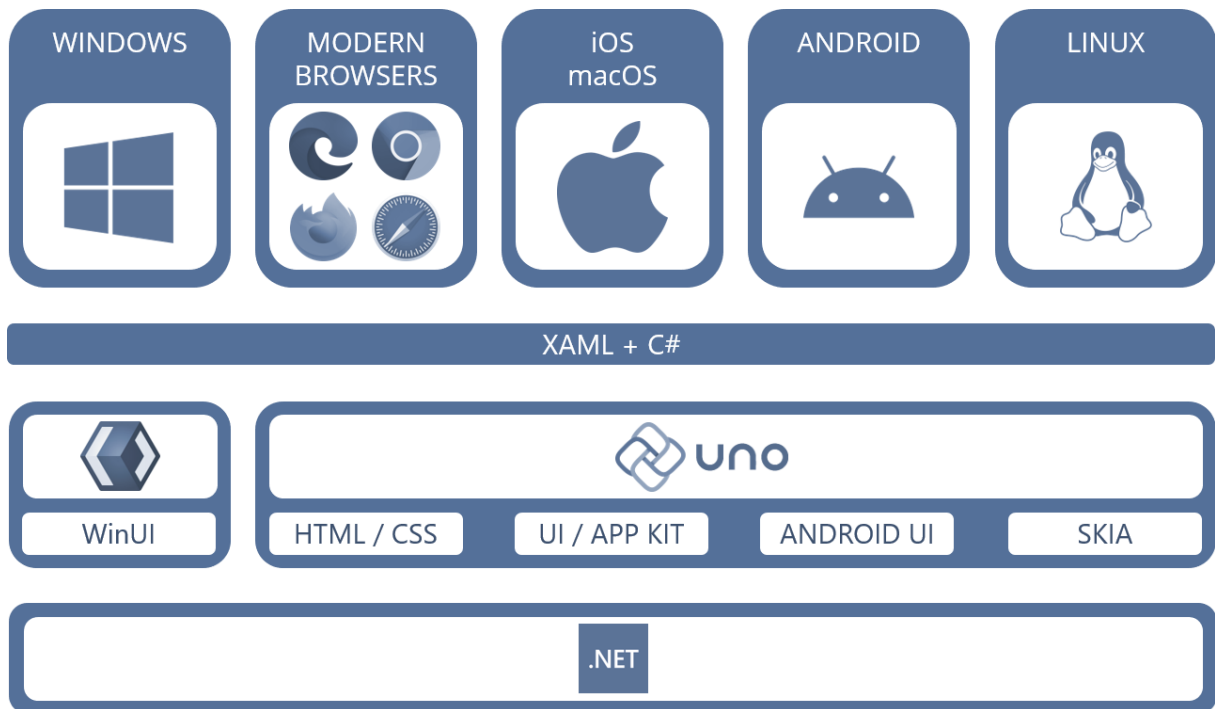 WINDOWS
MODERN
BROWSERS
iOS
macOS
ANDROID
LINUX
XAML + C#
uno
WinUI
HTML / CSS
UI / APP KIT
ANDROID UI
SKIA
.NET